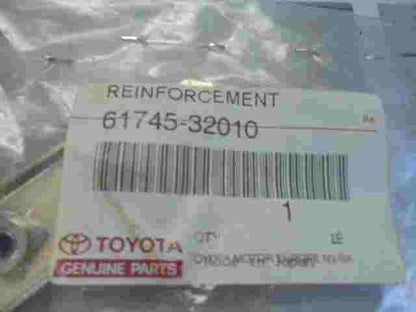 REINFORCEMENT
61745-32010
1
QTY
TOYOTA
GENUINE PARTS